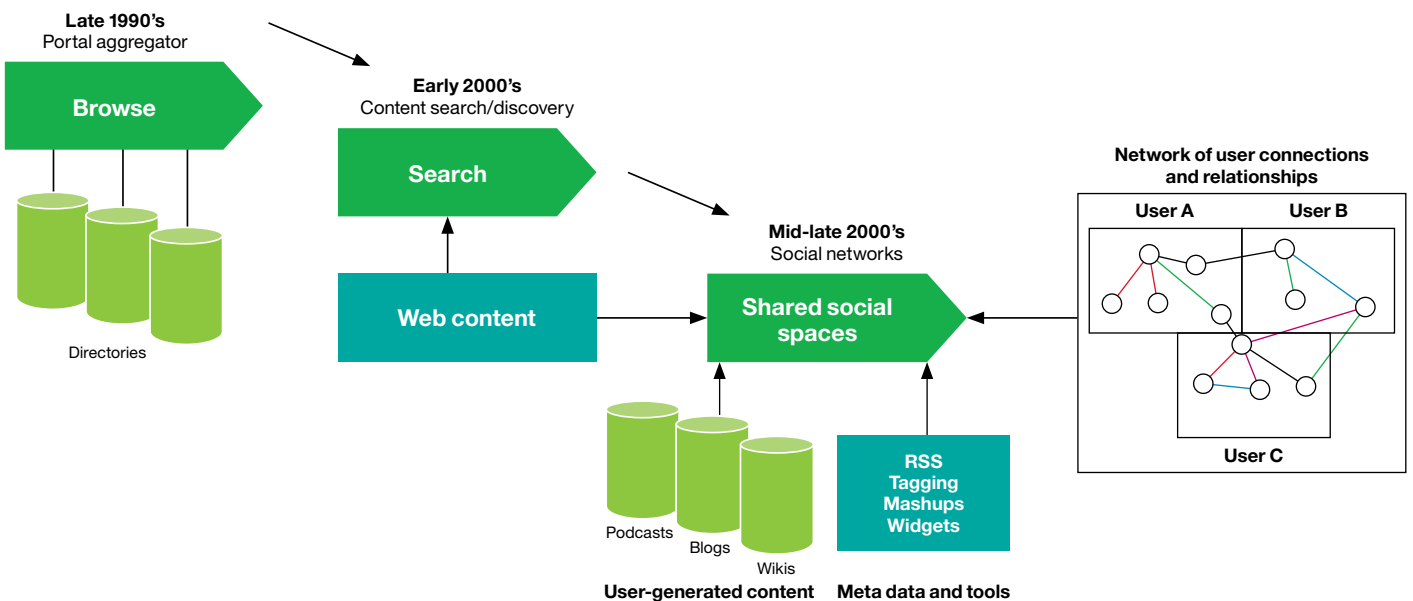 Late 1990's
Portal aggregator
Browse
Directories
Early 2000's
Content search/discovery
Search
Web content
Mid-late 2000's
Social networks
Shared social
spaces
Podcasts
Blogs
Wikis
User-generated content
RSS
Tagging
Mashups
Widgets
Meta data and tools
Network of user connections
and relationships
User A
User B
User C